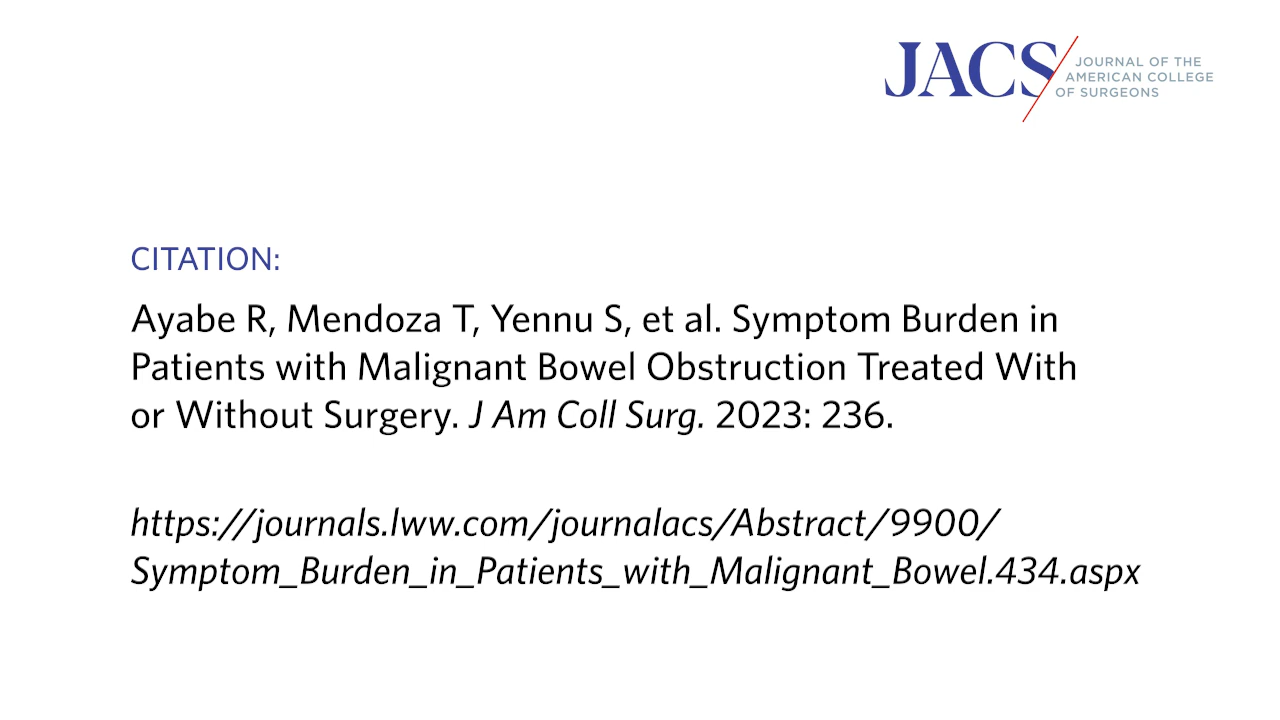 JACS
JOURNAL OF THE
AMERICAN COLLEGE
OF SURGEONS
CITATION:
Ayabe R, Mendoza T, Yennu S, et al. Symptom Burden in
Patients with Malignant Bowel Obstruction Treated With
or Without Surgery. J Am Coll Surg. 2023: 236.
https://journals.lww.com/journalacs/Abstract/9900/
Symptom_Burden_in_Patients_with_Malignant_Bowel.434.aspx